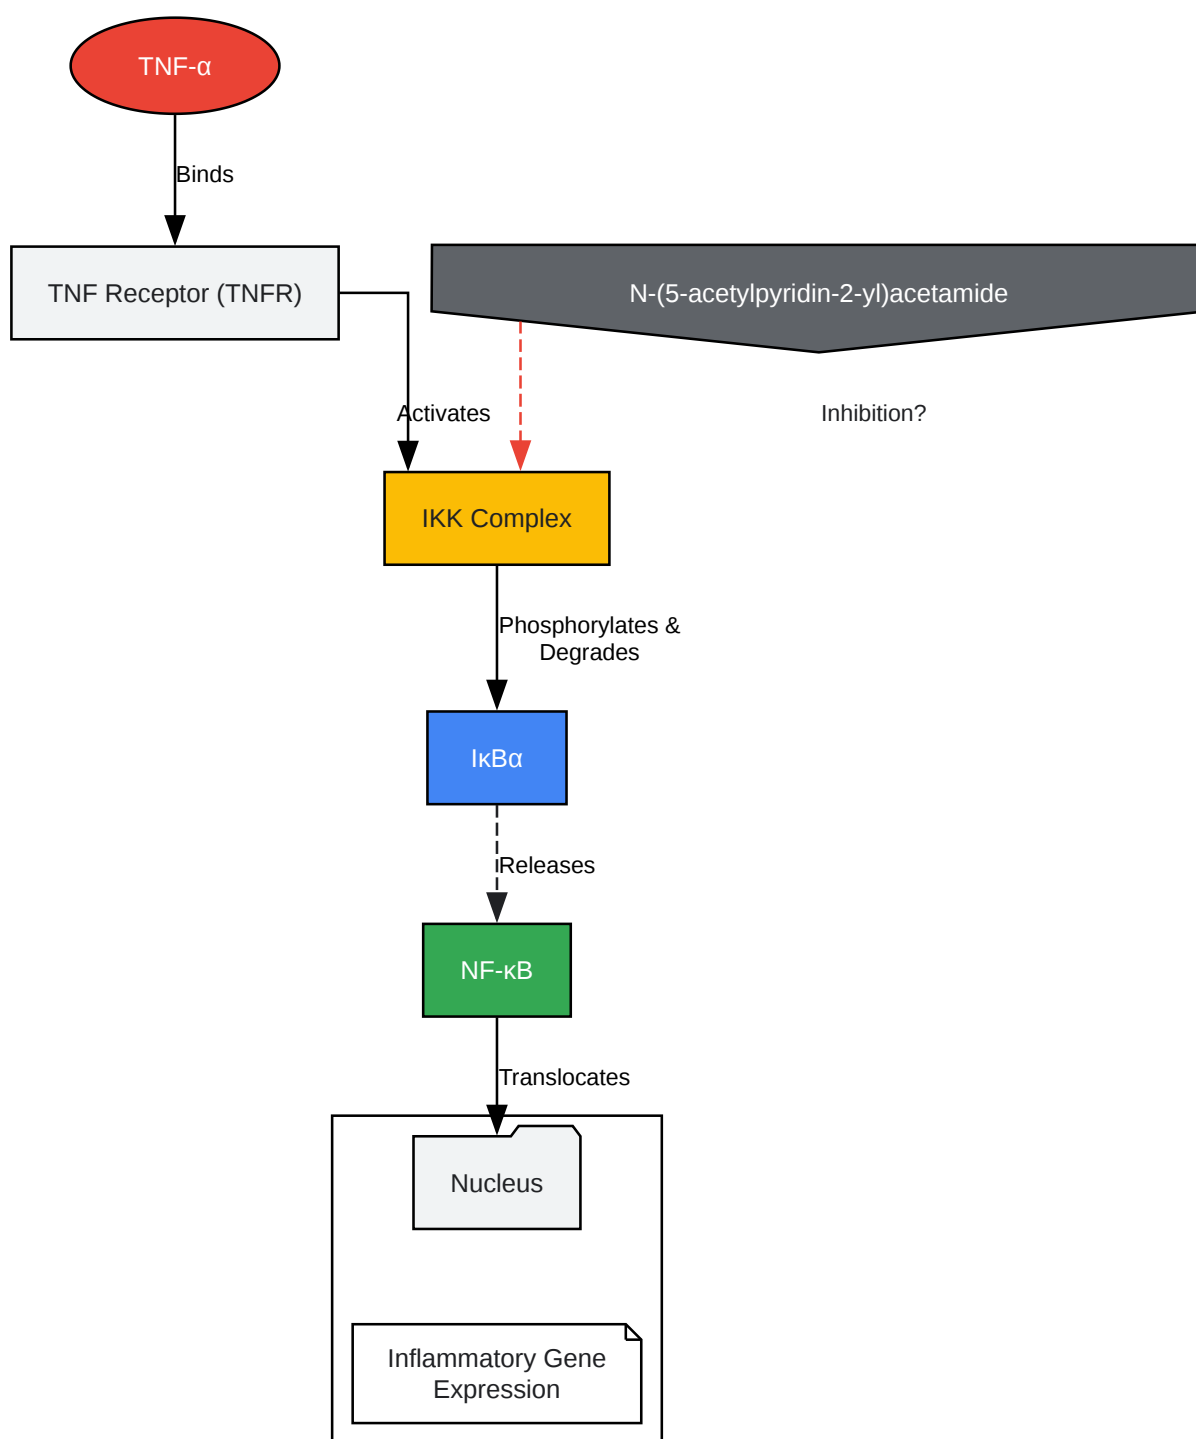 TNF-α
Binds
TNF Receptor (TNFR)
N-(5-acetylpyridin-2-yl)acetamide
Activates
Inhibition?
IKK Complex
Phosphorylates &
Degrades
IκBα
Releases
NF-κB
Translocates
Nucleus
Inflammatory Gene
Expression